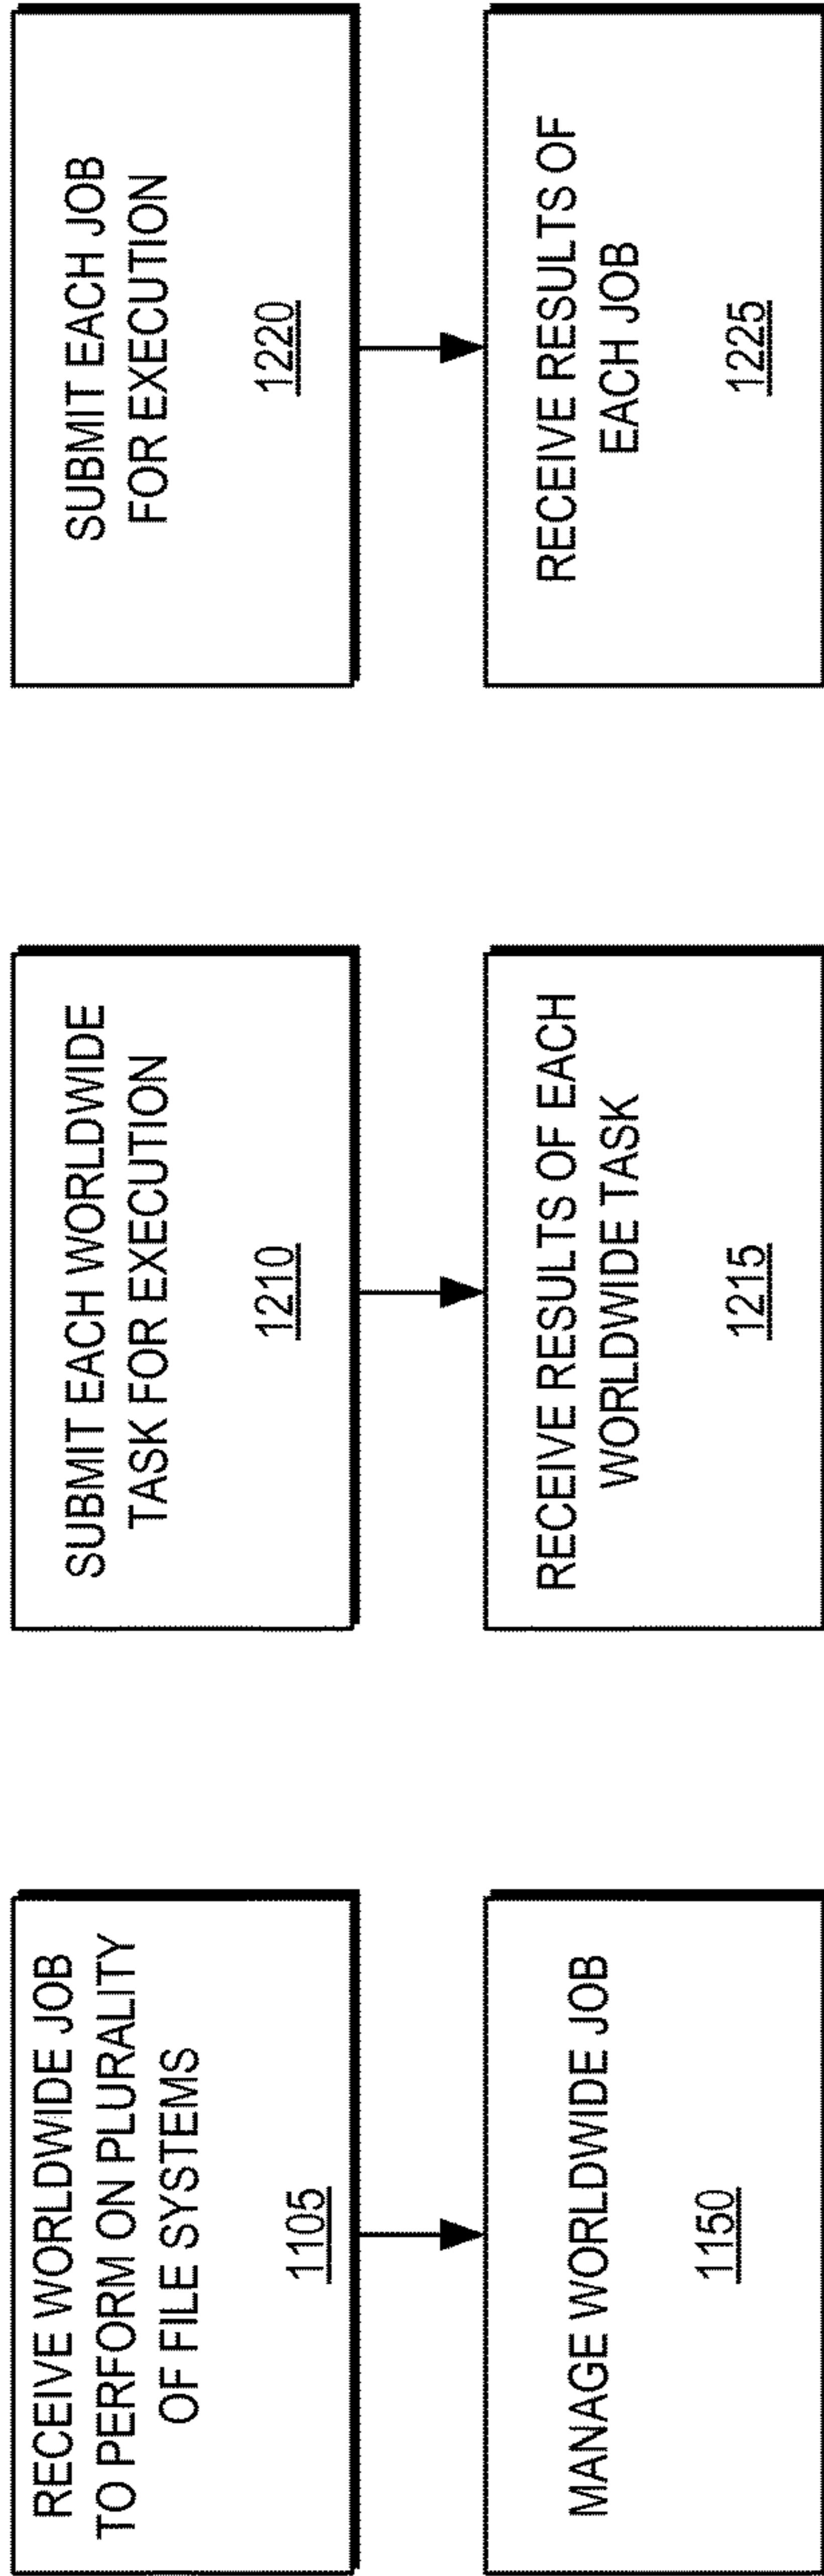 RECEIVE WORLDWIDE JOB
TO PERFORM ON PLURALITY
OF FILE SYSTEMS
1105
MANAGE WORLDWIDE JOB
1150
SUBMIT EACH WORLDWIDE
TASK FOR EXECUTION
1210
RECEIVE RESULTS OF EACH
WORLDWIDE TASK
1215
SUBMIT EACH JOB
FOR EXECUTION
1220
RECEIVE RESULTS OF
EACH JOB
1225